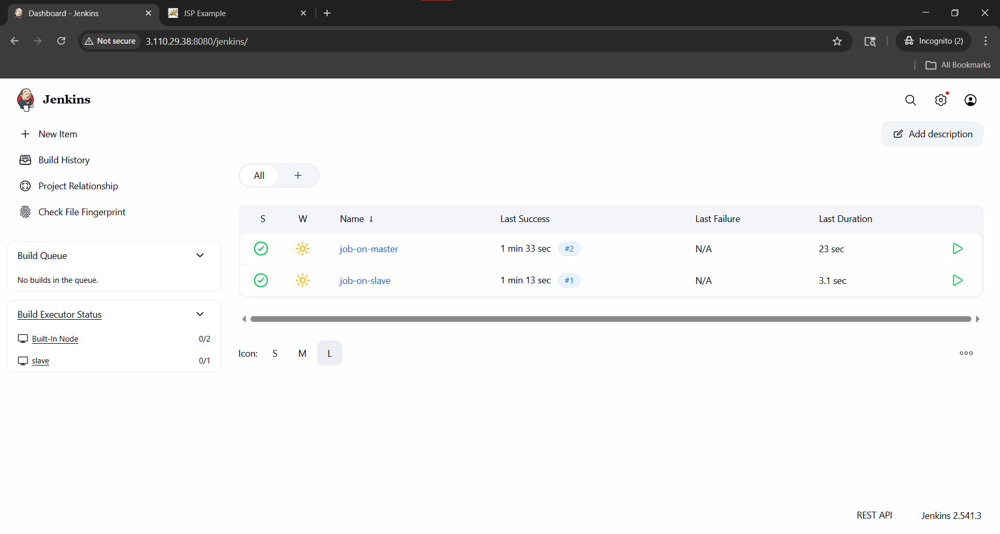 Dashboard - Jenkins
JSP Example
Not secure
3.110.29.38:8080/jenkins/
Incognito (2)
All Bookmarks
Jenkins
New Item
Add description
Build History
Project Relationship
Check File Fingerprint
All +
S W Name ↓ Last Success Last Failure Last Duration
job-on-master 1 min 33 sec #2 N/A 23 sec
job-on-slave 1 min 13 sec #1 N/A 3.1 sec
Build Queue
No builds in the queue.
Build Executor Status
Built-In Node 0/2
slave 0/1
Icon: S M L
REST API Jenkins 2.541.3